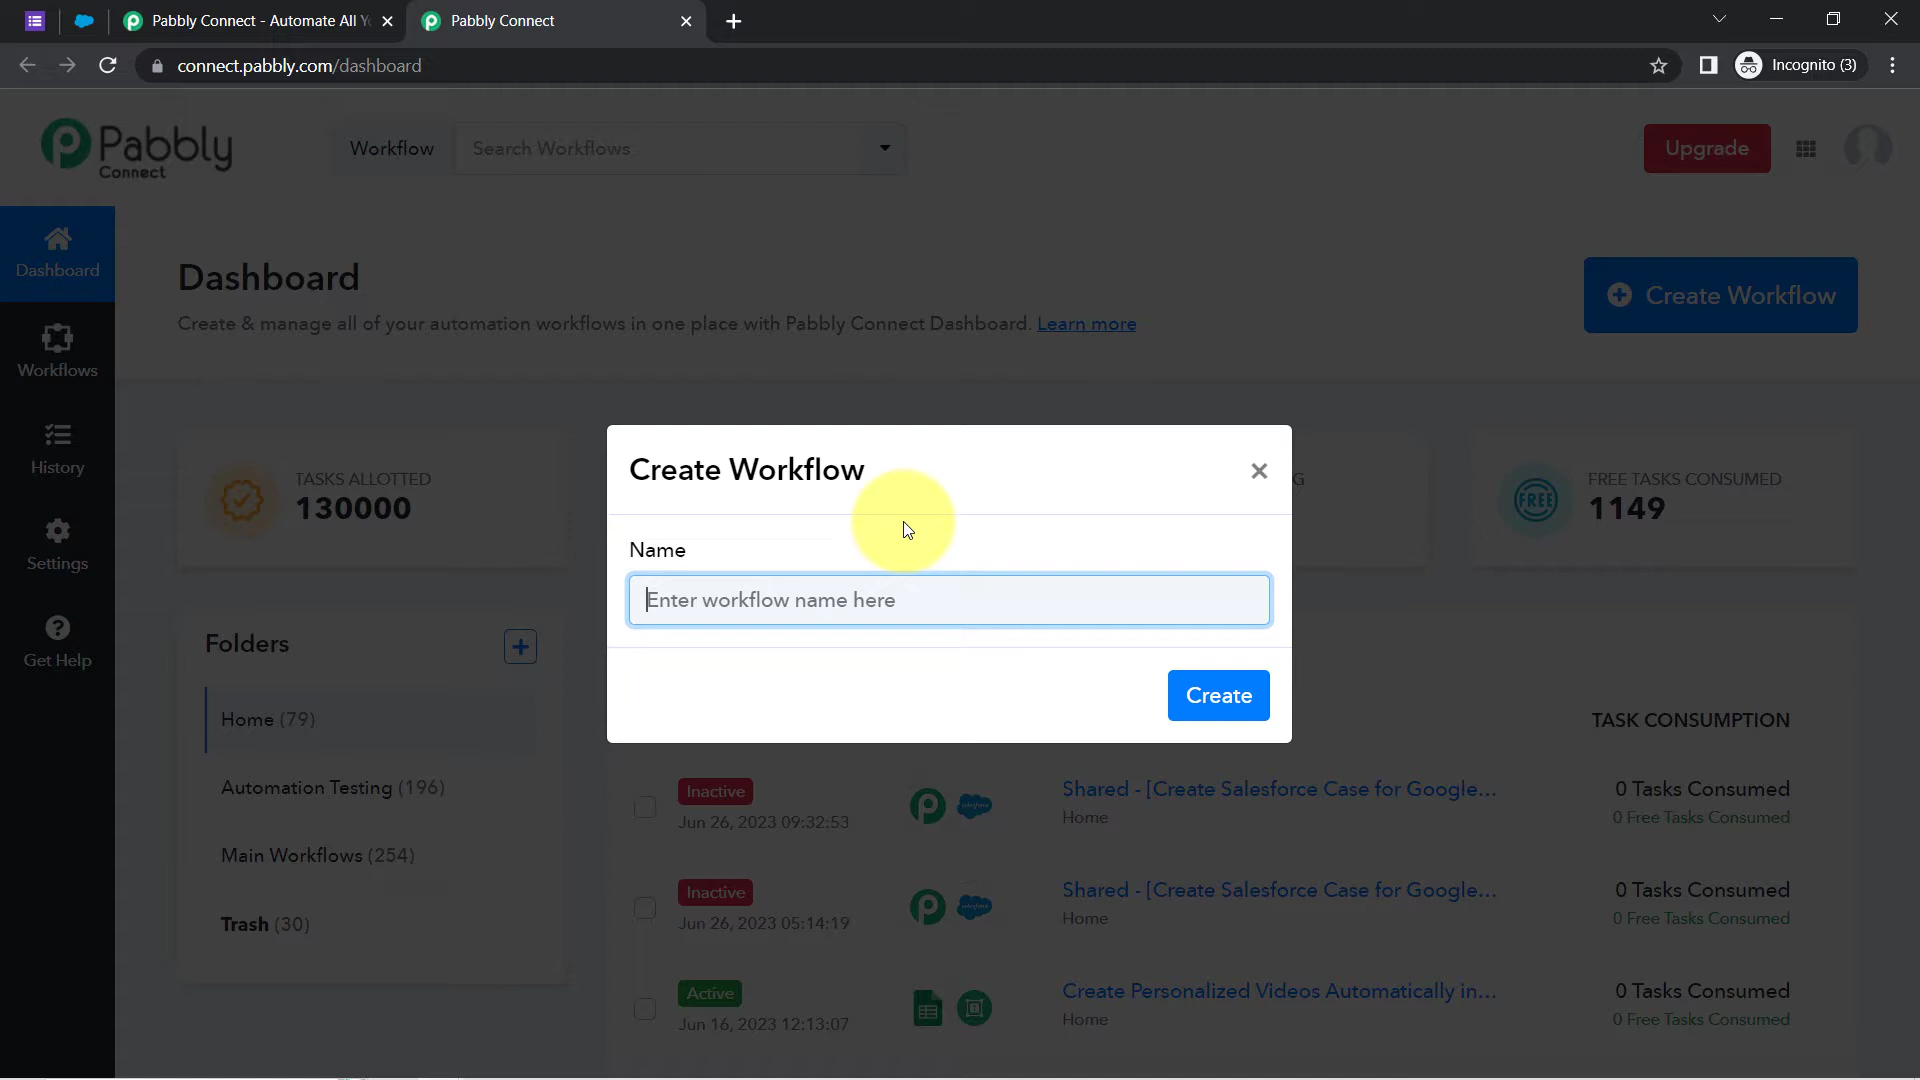 Pabbly Connect - Automate All Y
Pabbly Connect
connect.pabbly.com/dashboard
Incognito (3)
Pabbly
Connect
Workflow
Search Workflows
Upgrade
Dashboard
Workflows
History
Settings
Get Help
Dashboard
Create & manage all of your automation workflows in one place with Pabbly Connect Dashboard. Learn more
Create Workflow
TASKS ALLOTTED
130000
G
FREE
FREE TASKS CONSUMED
1149
Create Workflow
Name
Enter workflow name here
Create
Folders
Home (79)
Automation Testing (196)
Main Workflows (254)
Trash (30)
TASK CONSUMPTION
Inactive
Jun 26, 2023 09:32:53
Shared - [Create Salesforce Case for Google...
Home
0 Tasks Consumed
0 Free Tasks Consumed
Inactive
Jun 26, 2023 05:14:19
Shared - [Create Salesforce Case for Google...
Home
0 Tasks Consumed
0 Free Tasks Consumed
Active
Jun 16, 2023 12:13:07
Create Personalized Videos Automatically in...
Home
0 Tasks Consumed
0 Free Tasks Consumed